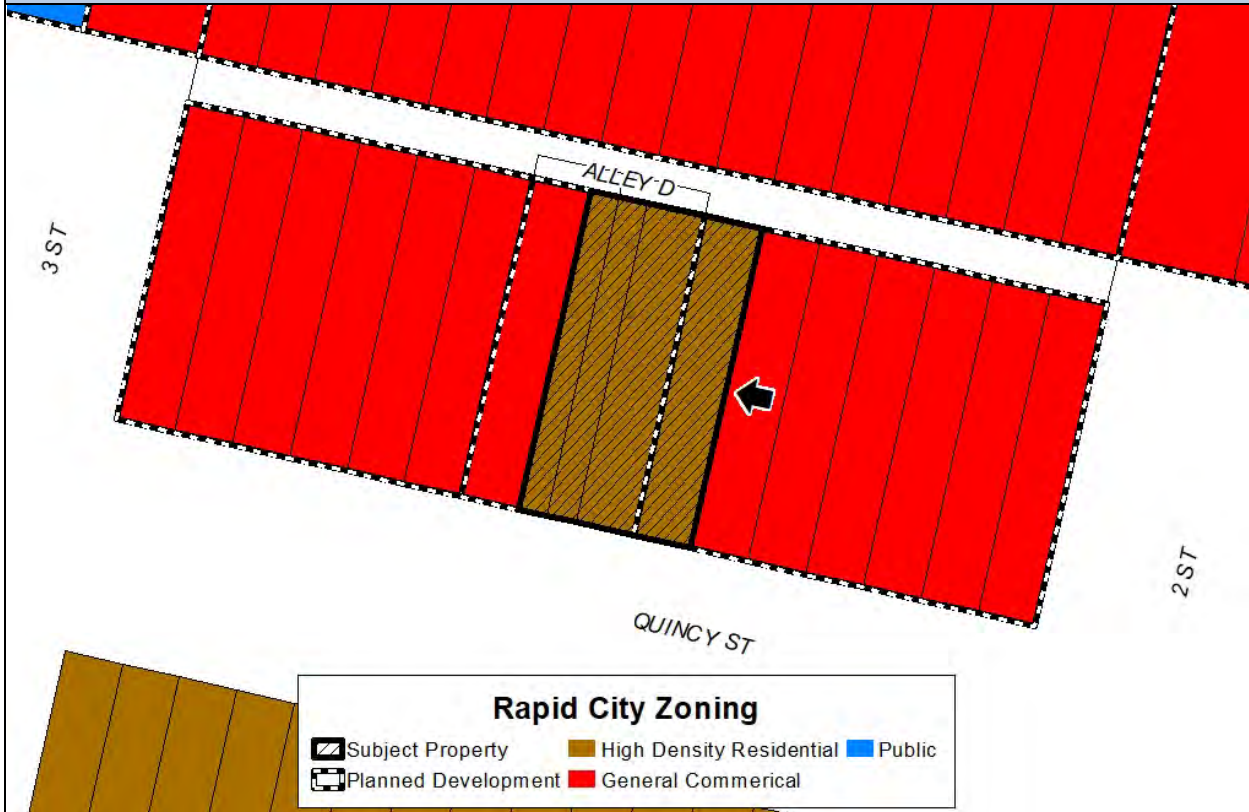 ALLEY D
3 ST
2 ST
QUINCY ST
Rapid City Zoning
Subject Property High Density Residential Public
Planned Development General Commerical